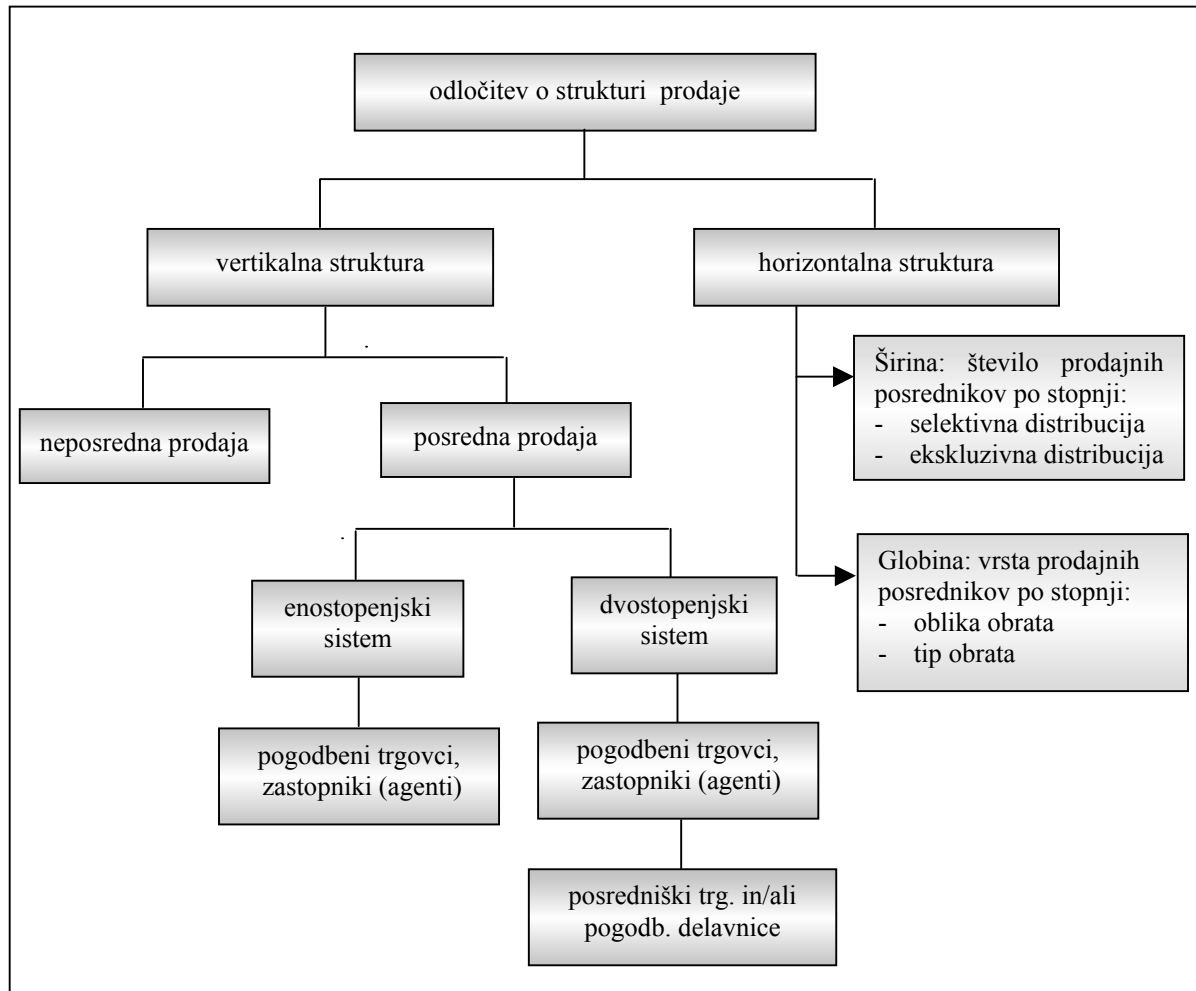 odločitev o strukturi prodaje
vertikalna struktura
horizontalna struktura
Širina: število prodajnih
posrednikov po stopnji:
- selektivna distribucija
- ekskluzivna distribucija
neposredna prodaja
posredna prodaja
Globina: vrsta prodajnih
posrednikov po stopnji:
- oblika obrata
- tip obrata
enostopenjski
sistem
dvostopenjski
sistem
pogodbeni trgovci,
zastopniki (agenti)
pogodbeni trgovci,
zastopniki (agenti)
posredniški trg. in/ali
pogodb. delavnice